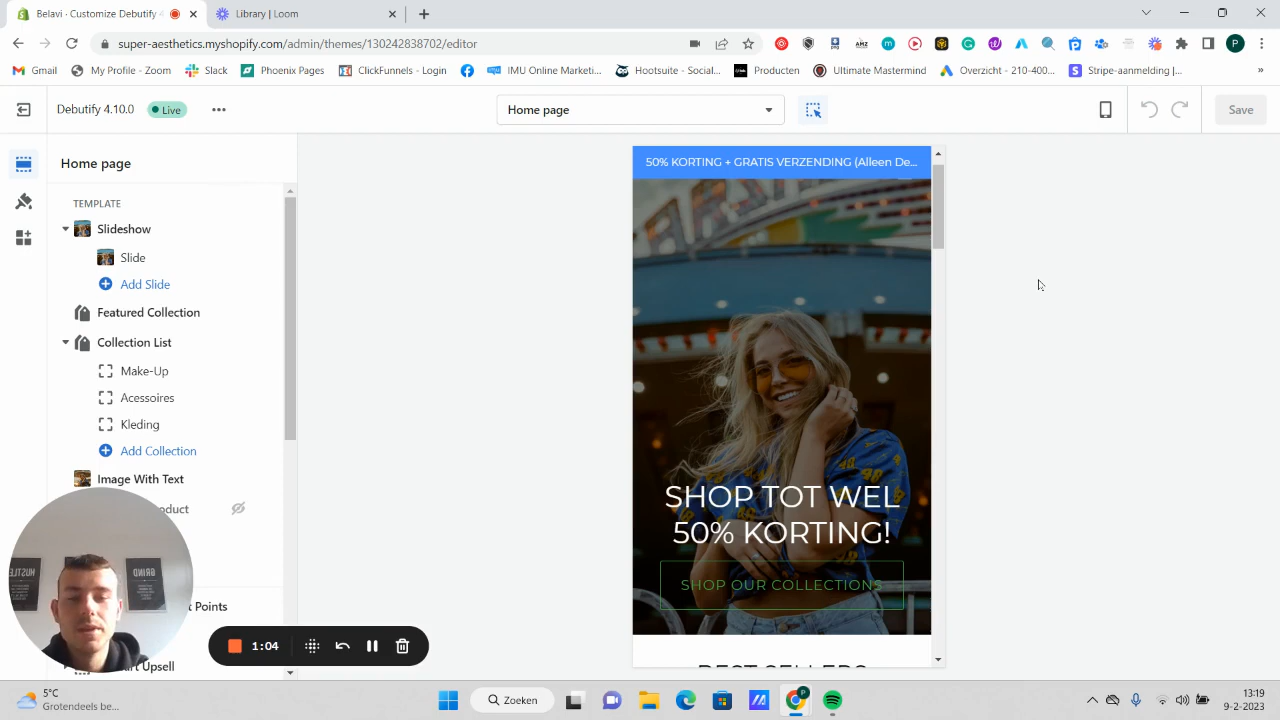 Belavi - Customize Debutify
Library | Loom
super-aesthetics.myshopify.com/admin/themes/130242838702/editor
Gmail
My Profile - Zoom
Slack
Phoenixpages
ClickFunnels - Login
IMU Online Marketi...
Hootsuite - Social...
Producten
Ultimate Mastermind
Overzicht - 210-400...
Stripe-aanmelding |...
Debutify 4.10.0
Live
Home page
Save
Home page
TEMPLATE
Slideshow
Slide
Add Slide
Featured Collection
Collection List
Make-Up
Acessoires
Kleding
Add Collection
Image With Text
50% KORTING + GRATIS VERZENDING (Alleen De...
SHOP TOT WEL
50% KORTING!
SHOP OUR COLLECTIONS
Points
Upsell
1:04
5°C
Grondeels be...
Zoeken
13:19
9-2-2023